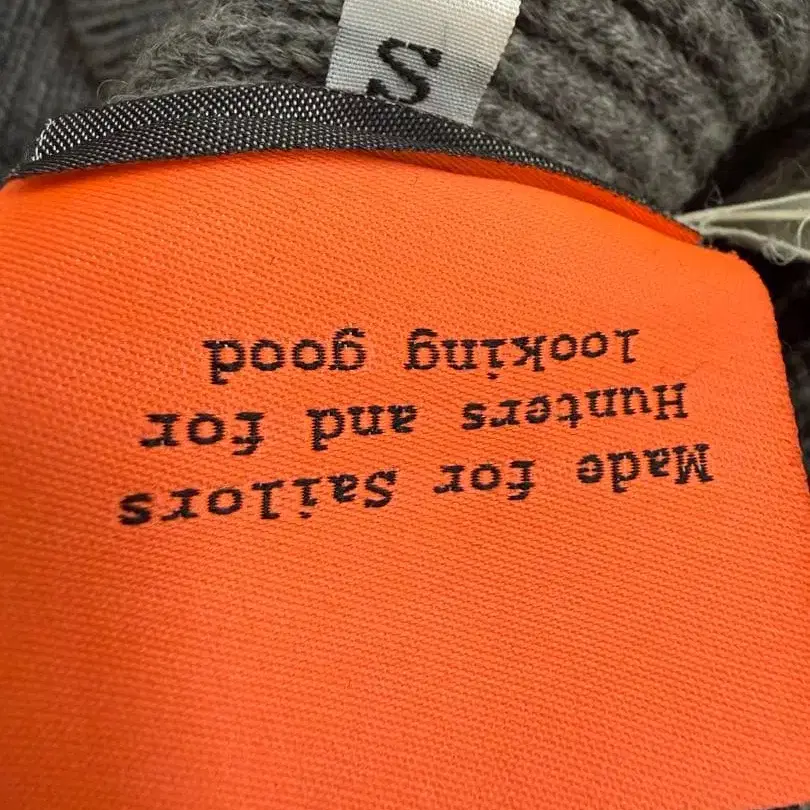 S
Made for Sailors
Hunters and for
looking good